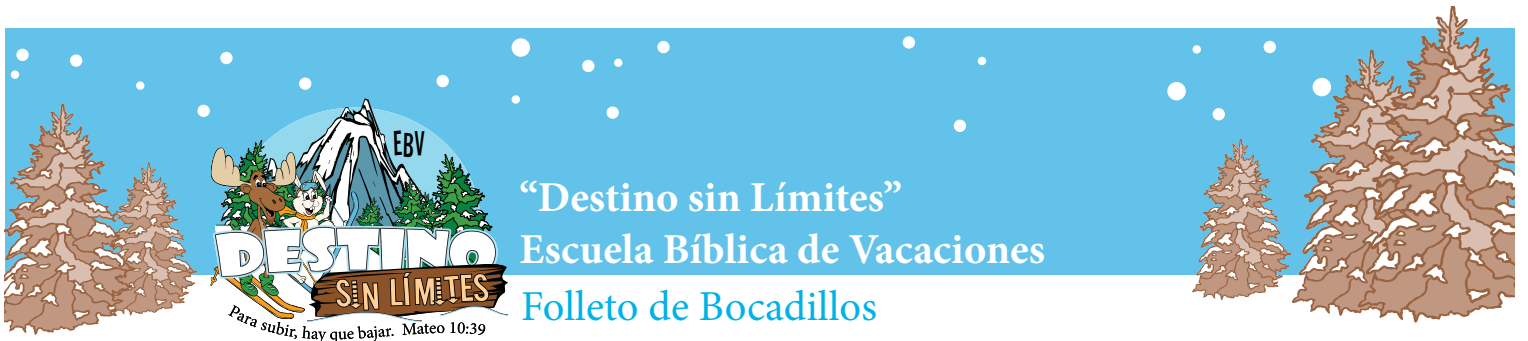 EBV
DESTINO
SIN LÍMITES
Para subir, hay que bajar. Mateo 10:39
“Destino sin Límites”
Escuela Bíblica de Vacaciones
Folleto de Bocadillos